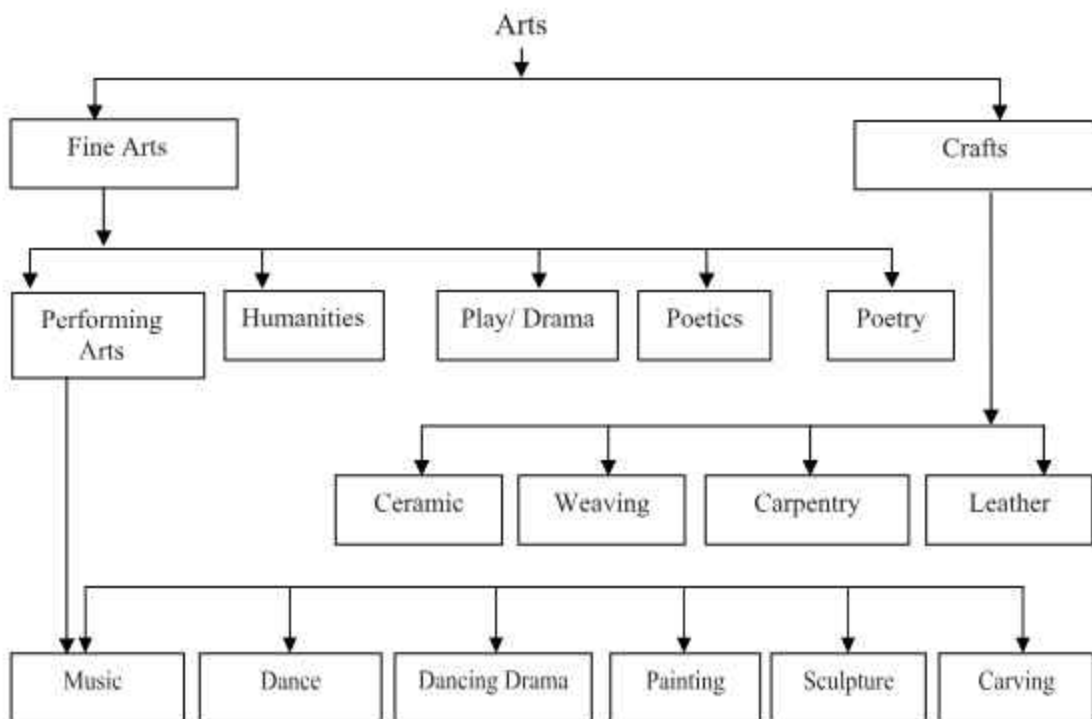 Arts
Fine Arts
Crafts
Performing
Arts
Humanities
Play/ Drama
Poetics
Poetry
Ceramic
Weaving
Carpentry
Leather
Music
Dance
Dancing Drama
Painting
Sculpture
Carving